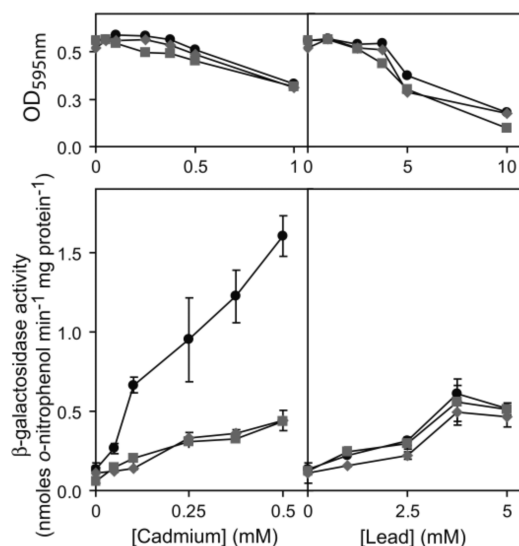 OD595nm
0.5
0.3
0.0
0 0.5 1 0 5 10
β-galactosidase activity
(nmoles o-nitrophenol min-1 mg protein-1)
1.5
1.0
0.5
0.0
0 0.25 0.5 0 2.5 5
[Cadmium] (mM) [Lead] (mM)